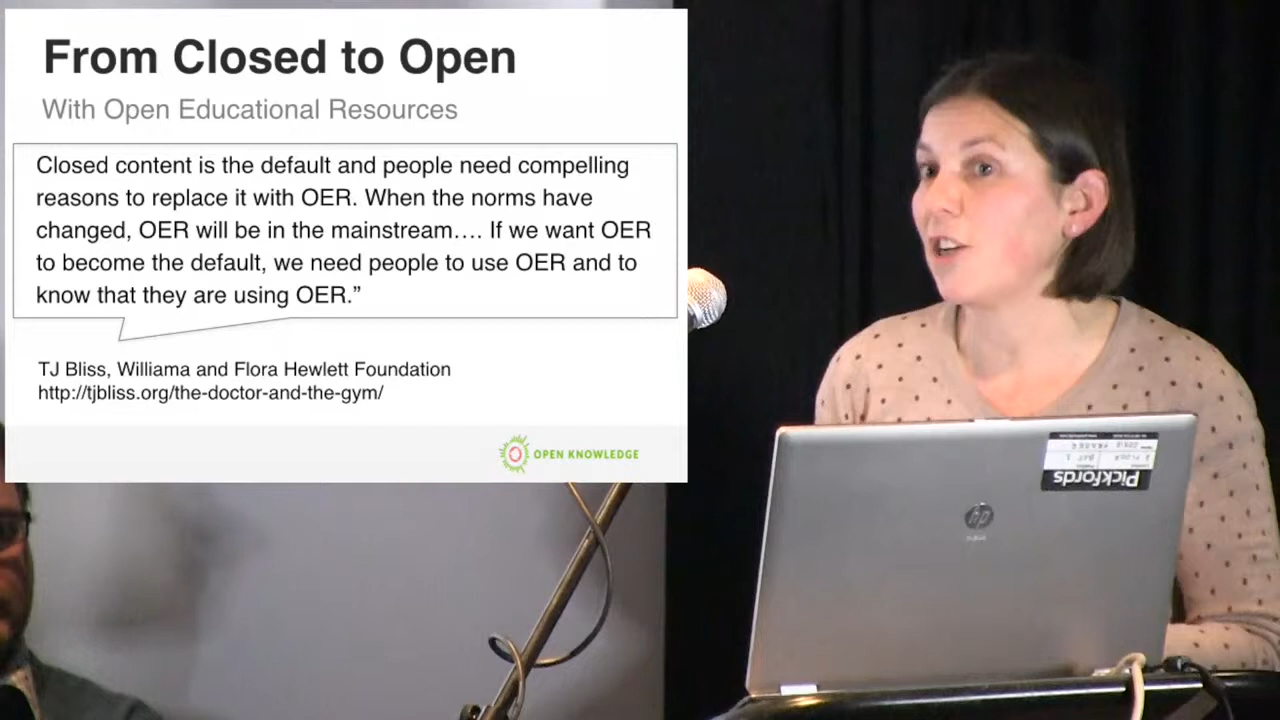 From Closed to Open
With Open Educational Resources
Closed content is the default and people need compelling
reasons to replace it with OER. When the norms have
changed, OER will be in the mainstream…. If we want OER
to become the default, we need people to use OER and to
know that they are using OER.”
TJ Bliss, Williama and Flora Hewlett Foundation
http://tjbliss.org/the-doctor-and-the-gym/
OPEN KNOWLEDGE
Pickfords
hp